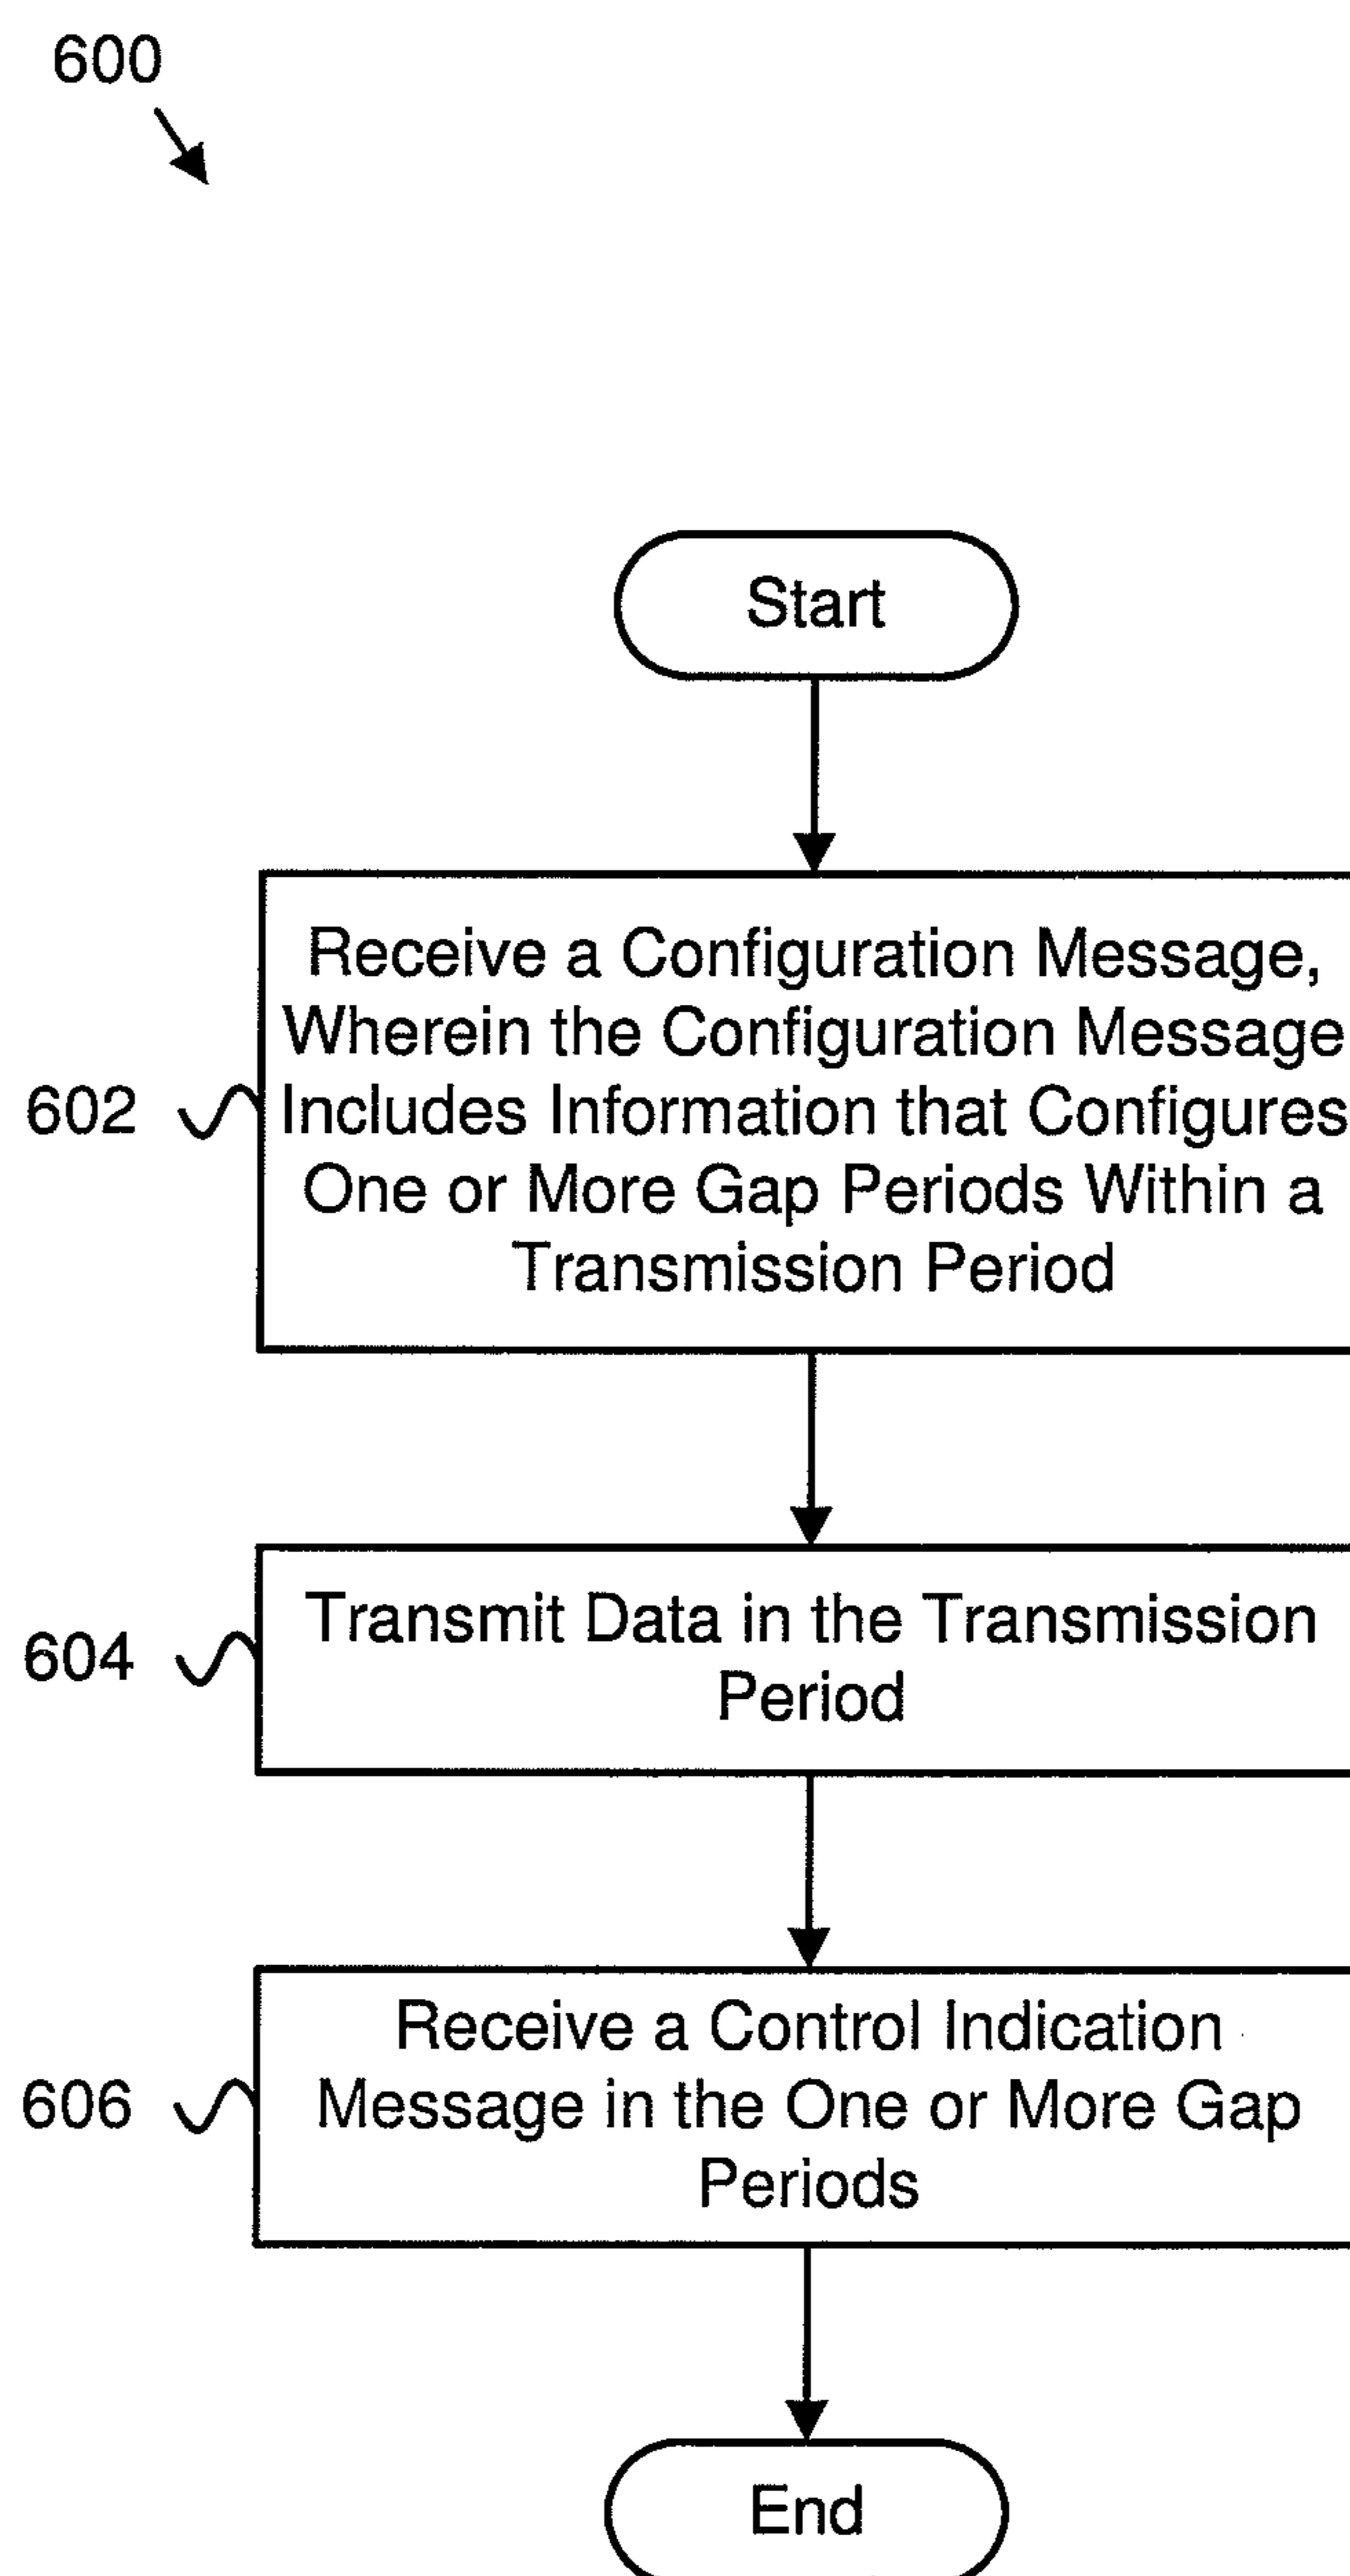 600
Start
602
Receive a Configuration Message,
Wherein the Configuration Message
Includes Information that Configures
One or More Gap Periods Within a
Transmission Period
604
Transmit Data in the Transmission
Period
606
Receive a Control Indication
Message in the One or More Gap
Periods
End